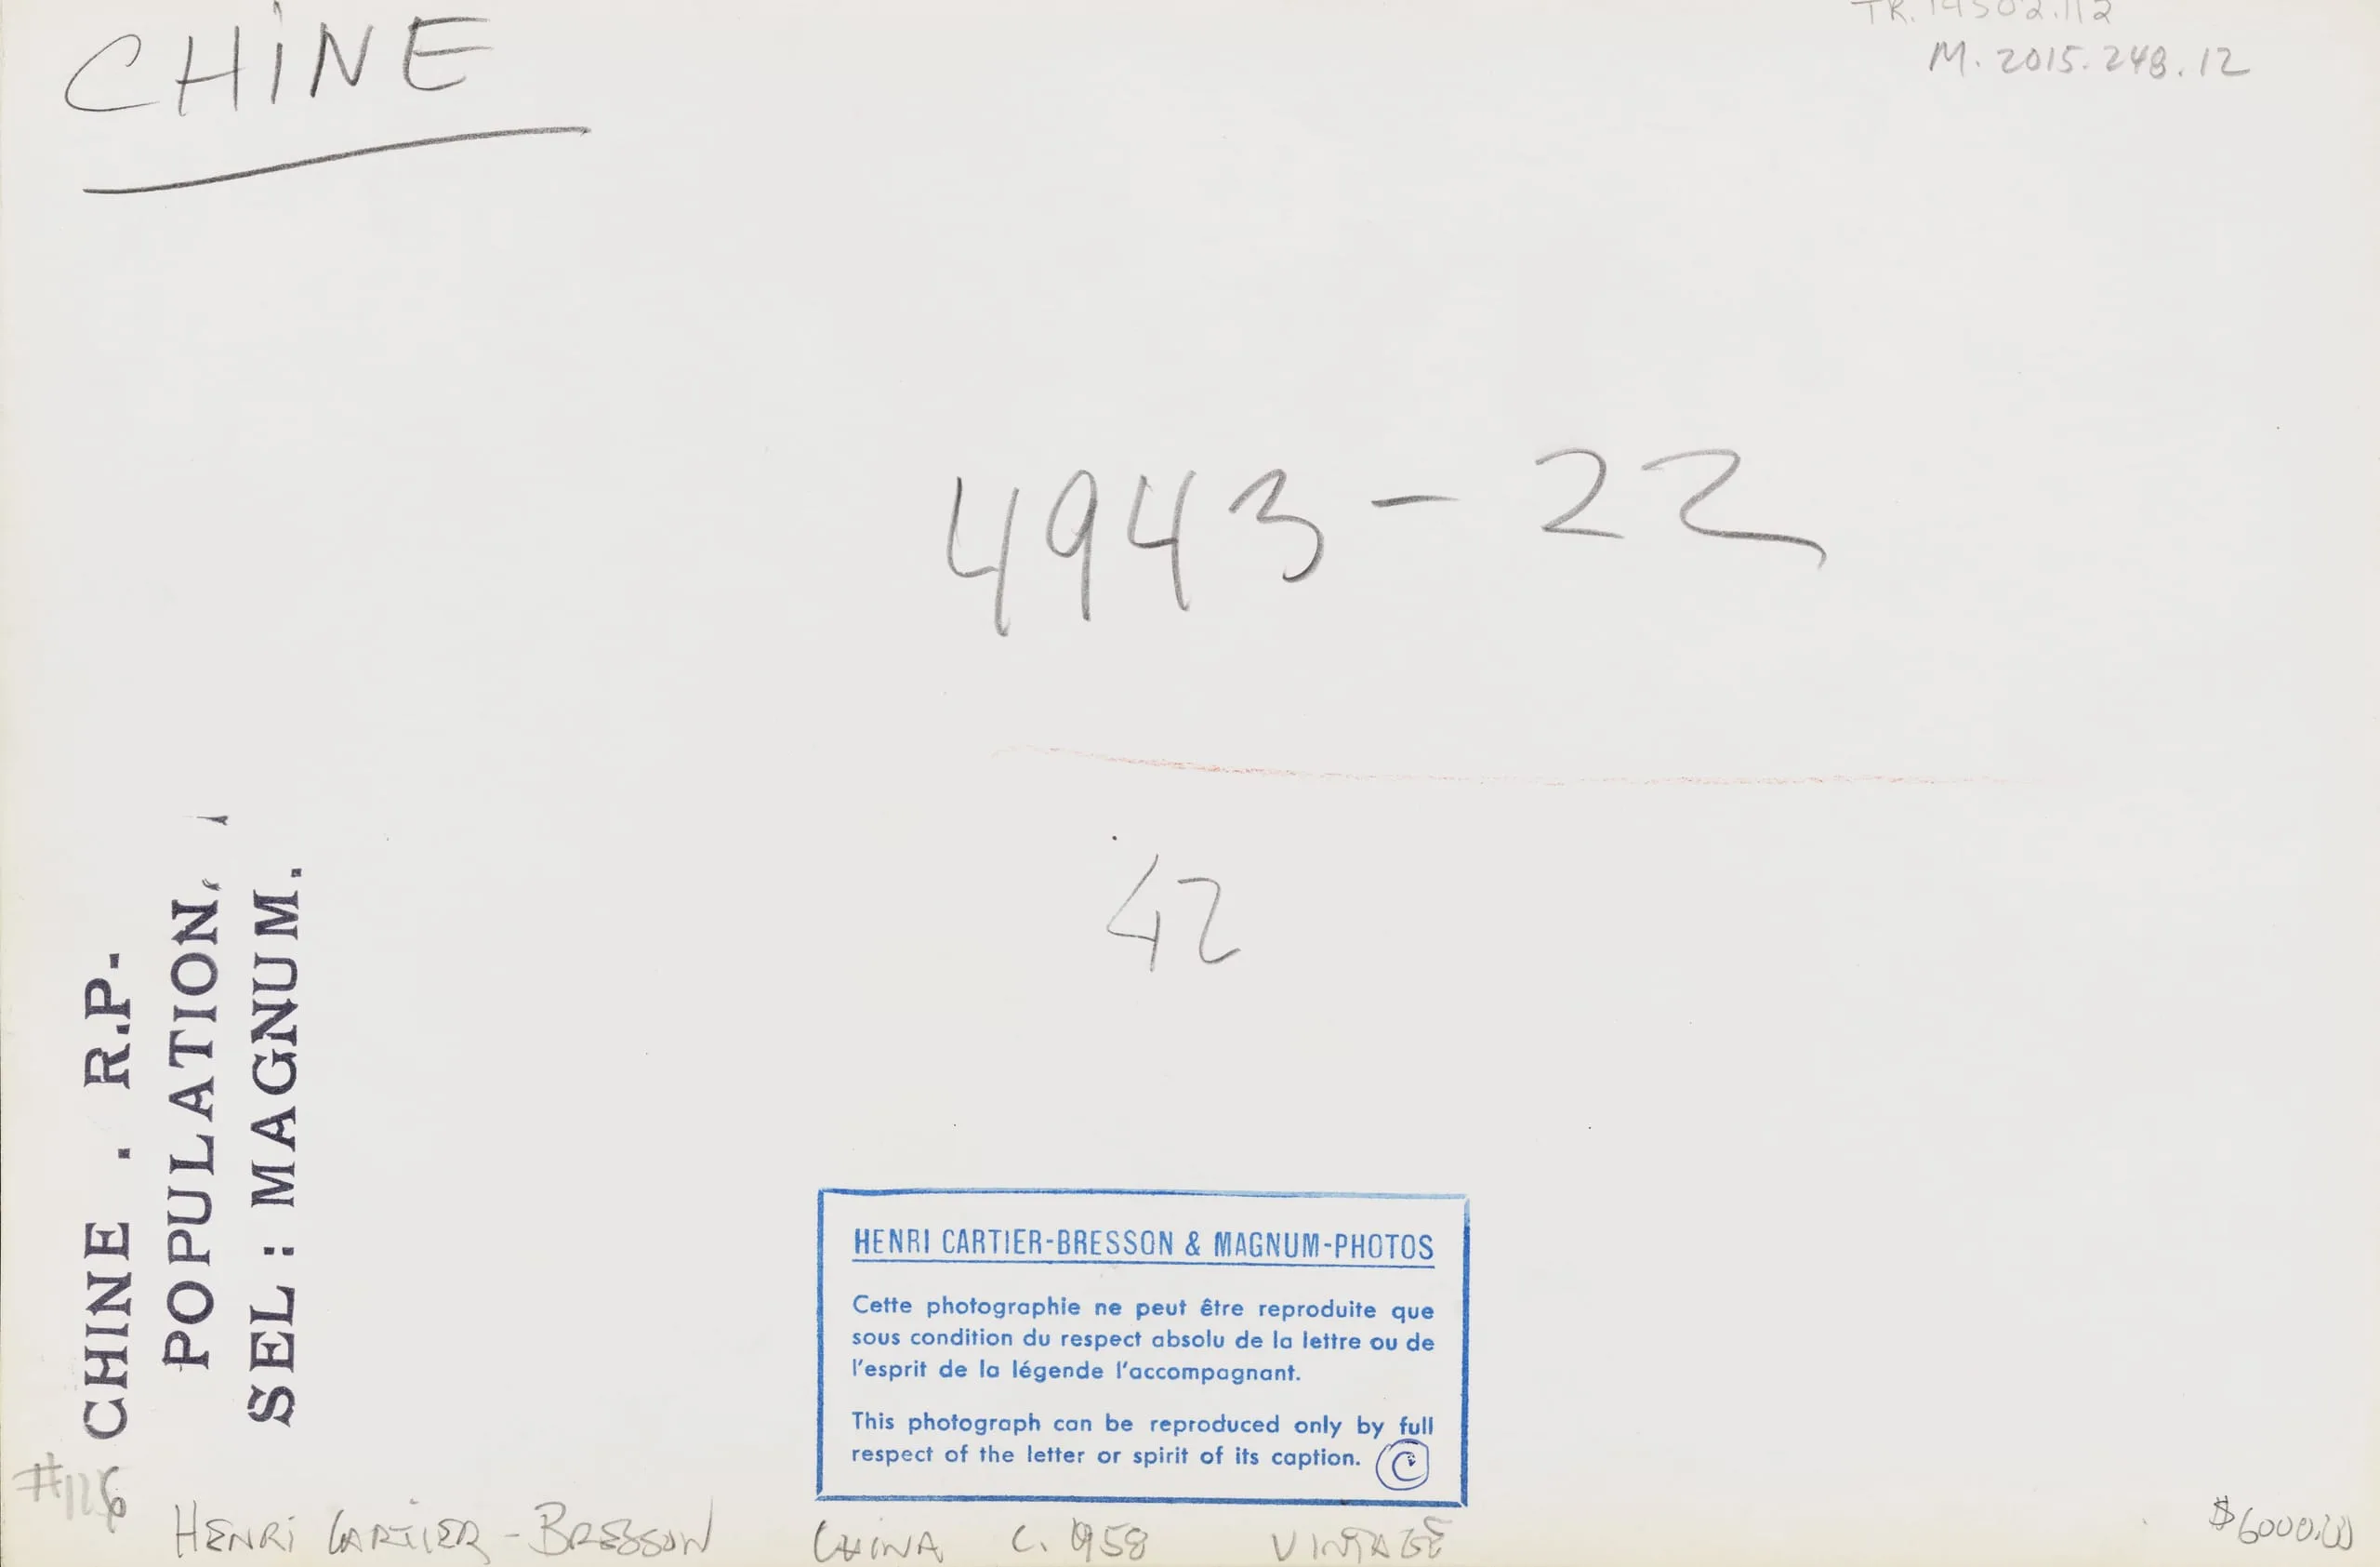 CHINE
TR.14502.112
M.2015.248.12
4943-22
42
CHINE . R.P.
POPULATION.
SEL : MAGNUM.
HENRI CARTIER-BRESSON & MAGNUM-PHOTOS
Cette photographie ne peut être reproduite que
sous condition du respect absolu de la lettre ou de
l'esprit de la légende l'accompagnant.
This photograph can be reproduced only by full
respect of the letter or spirit of its caption. ©
HENRI CARTIER-BRESSON CHINA C. 1958 VINTAGE
$6000.00